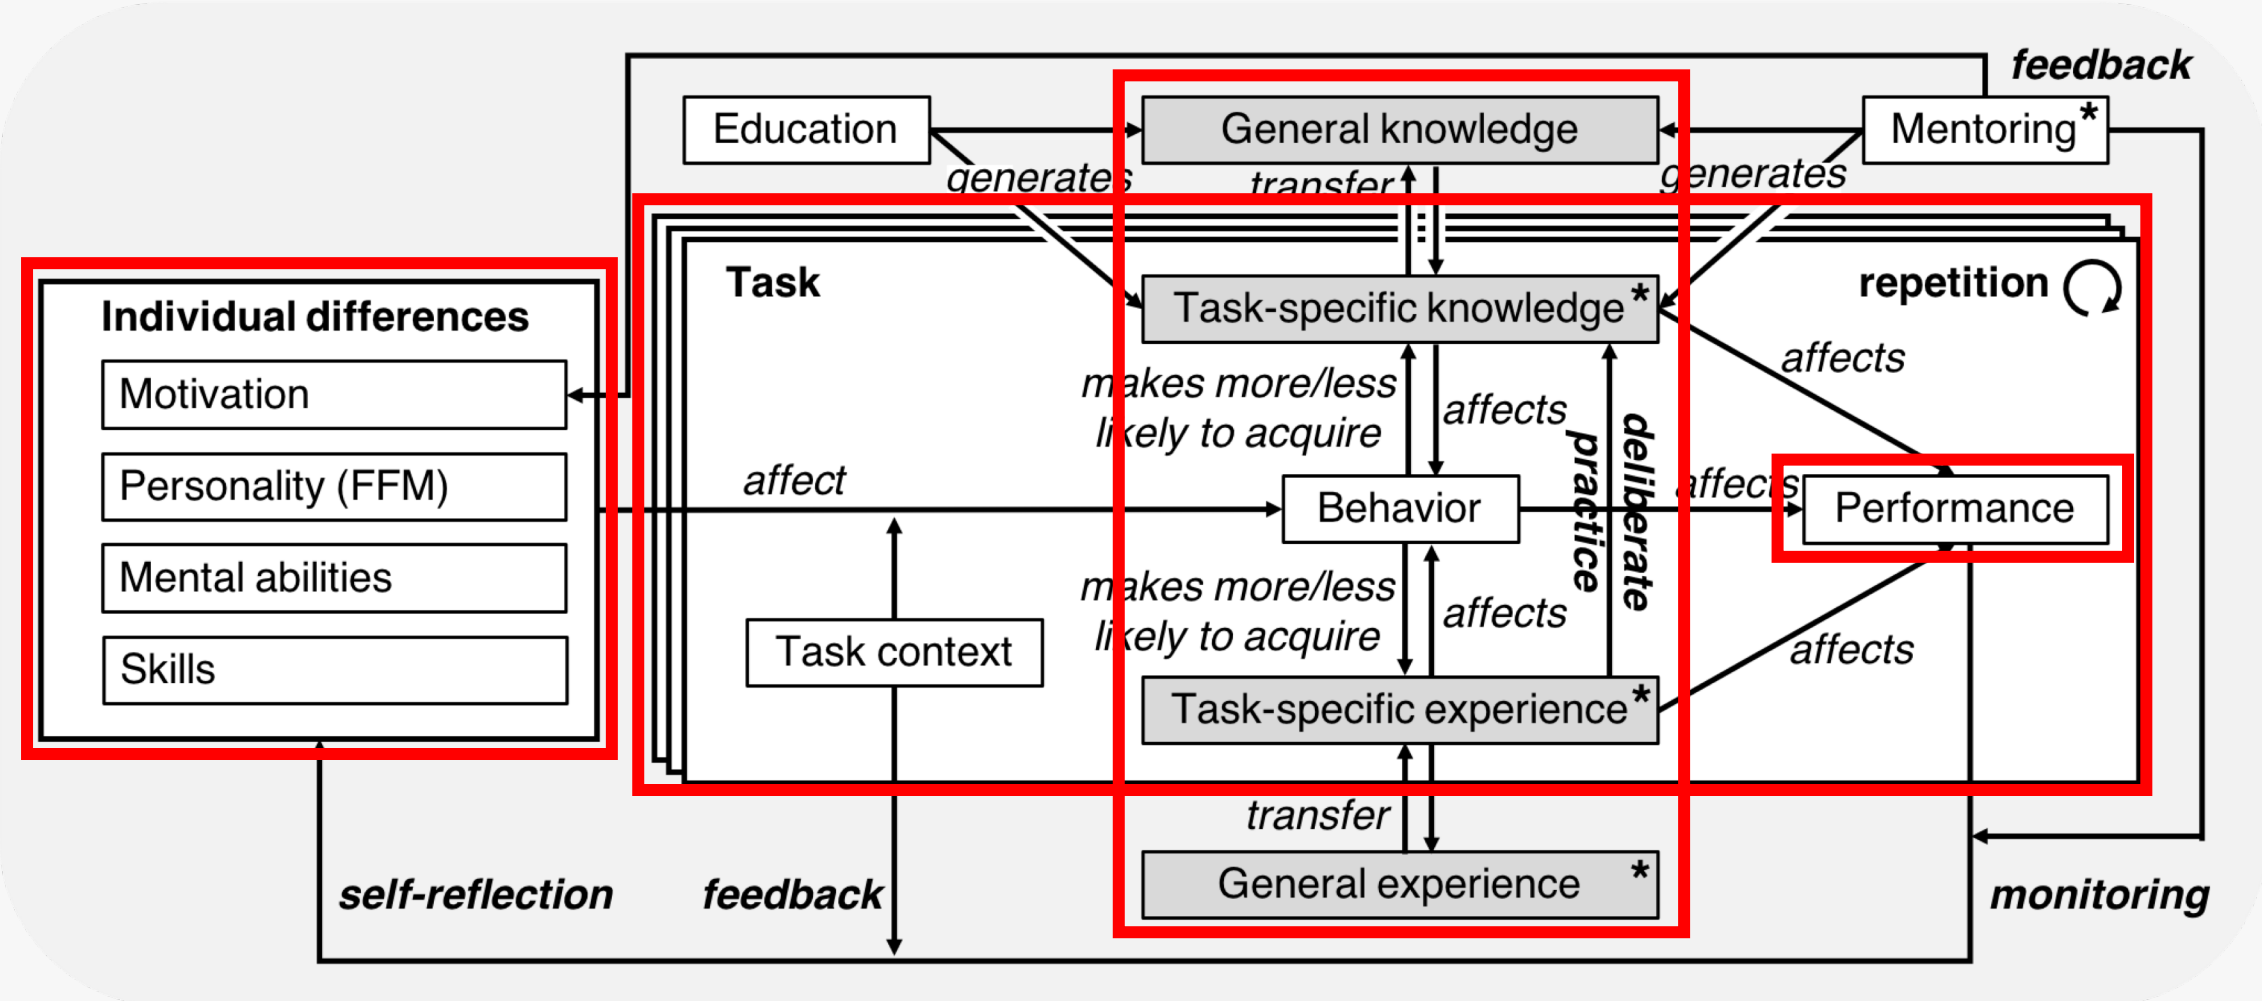 feedback
Education
General knowledge
Mentoring*
generates
transfer
generates
Task
repetition
Individual differences
Task-specific knowledge*
Motivation
makes more/less
likely to acquire
affects
affects
deliberate
practice
Personality (FFM)
affect
Behavior
affects
Performance
Mental abilities
makes more/less
likely to acquire
affects
Task context
affects
Skills
Task-specific experience*
transfer
General experience*
self-reflection
feedback
monitoring